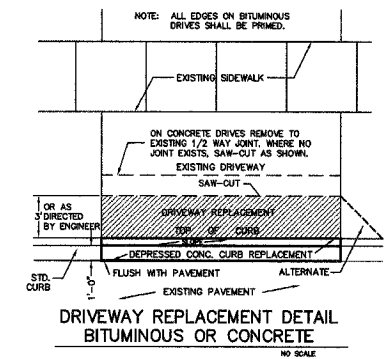 NOTE: ALL EDGES ON BITUMINOUS
DRIVES SHALL BE PRIMED.
EXISTING SIDEWALK
ON CONCRETE DRIVES REMOVE TO
EXISTING 1/2 WAY JOINT. WHERE NO
JOINT EXISTS, SAW-CUT AS SHOWN.
EXISTING DRIVEWAY
SAW-CUT
OR AS
3' DIRECTED
BY ENGINEER
DRIVEWAY REPLACEMENT
TOP OF CURB
SLOPE
DEPRESSED CONC. CURB REPLACEMENT
STD.
CURB
1'-0"
FLUSH WITH PAVEMENT
ALTERNATE
EXISTING PAVEMENT
DRIVEWAY REPLACEMENT DETAIL
BITUMINOUS OR CONCRETE
NO SCALE